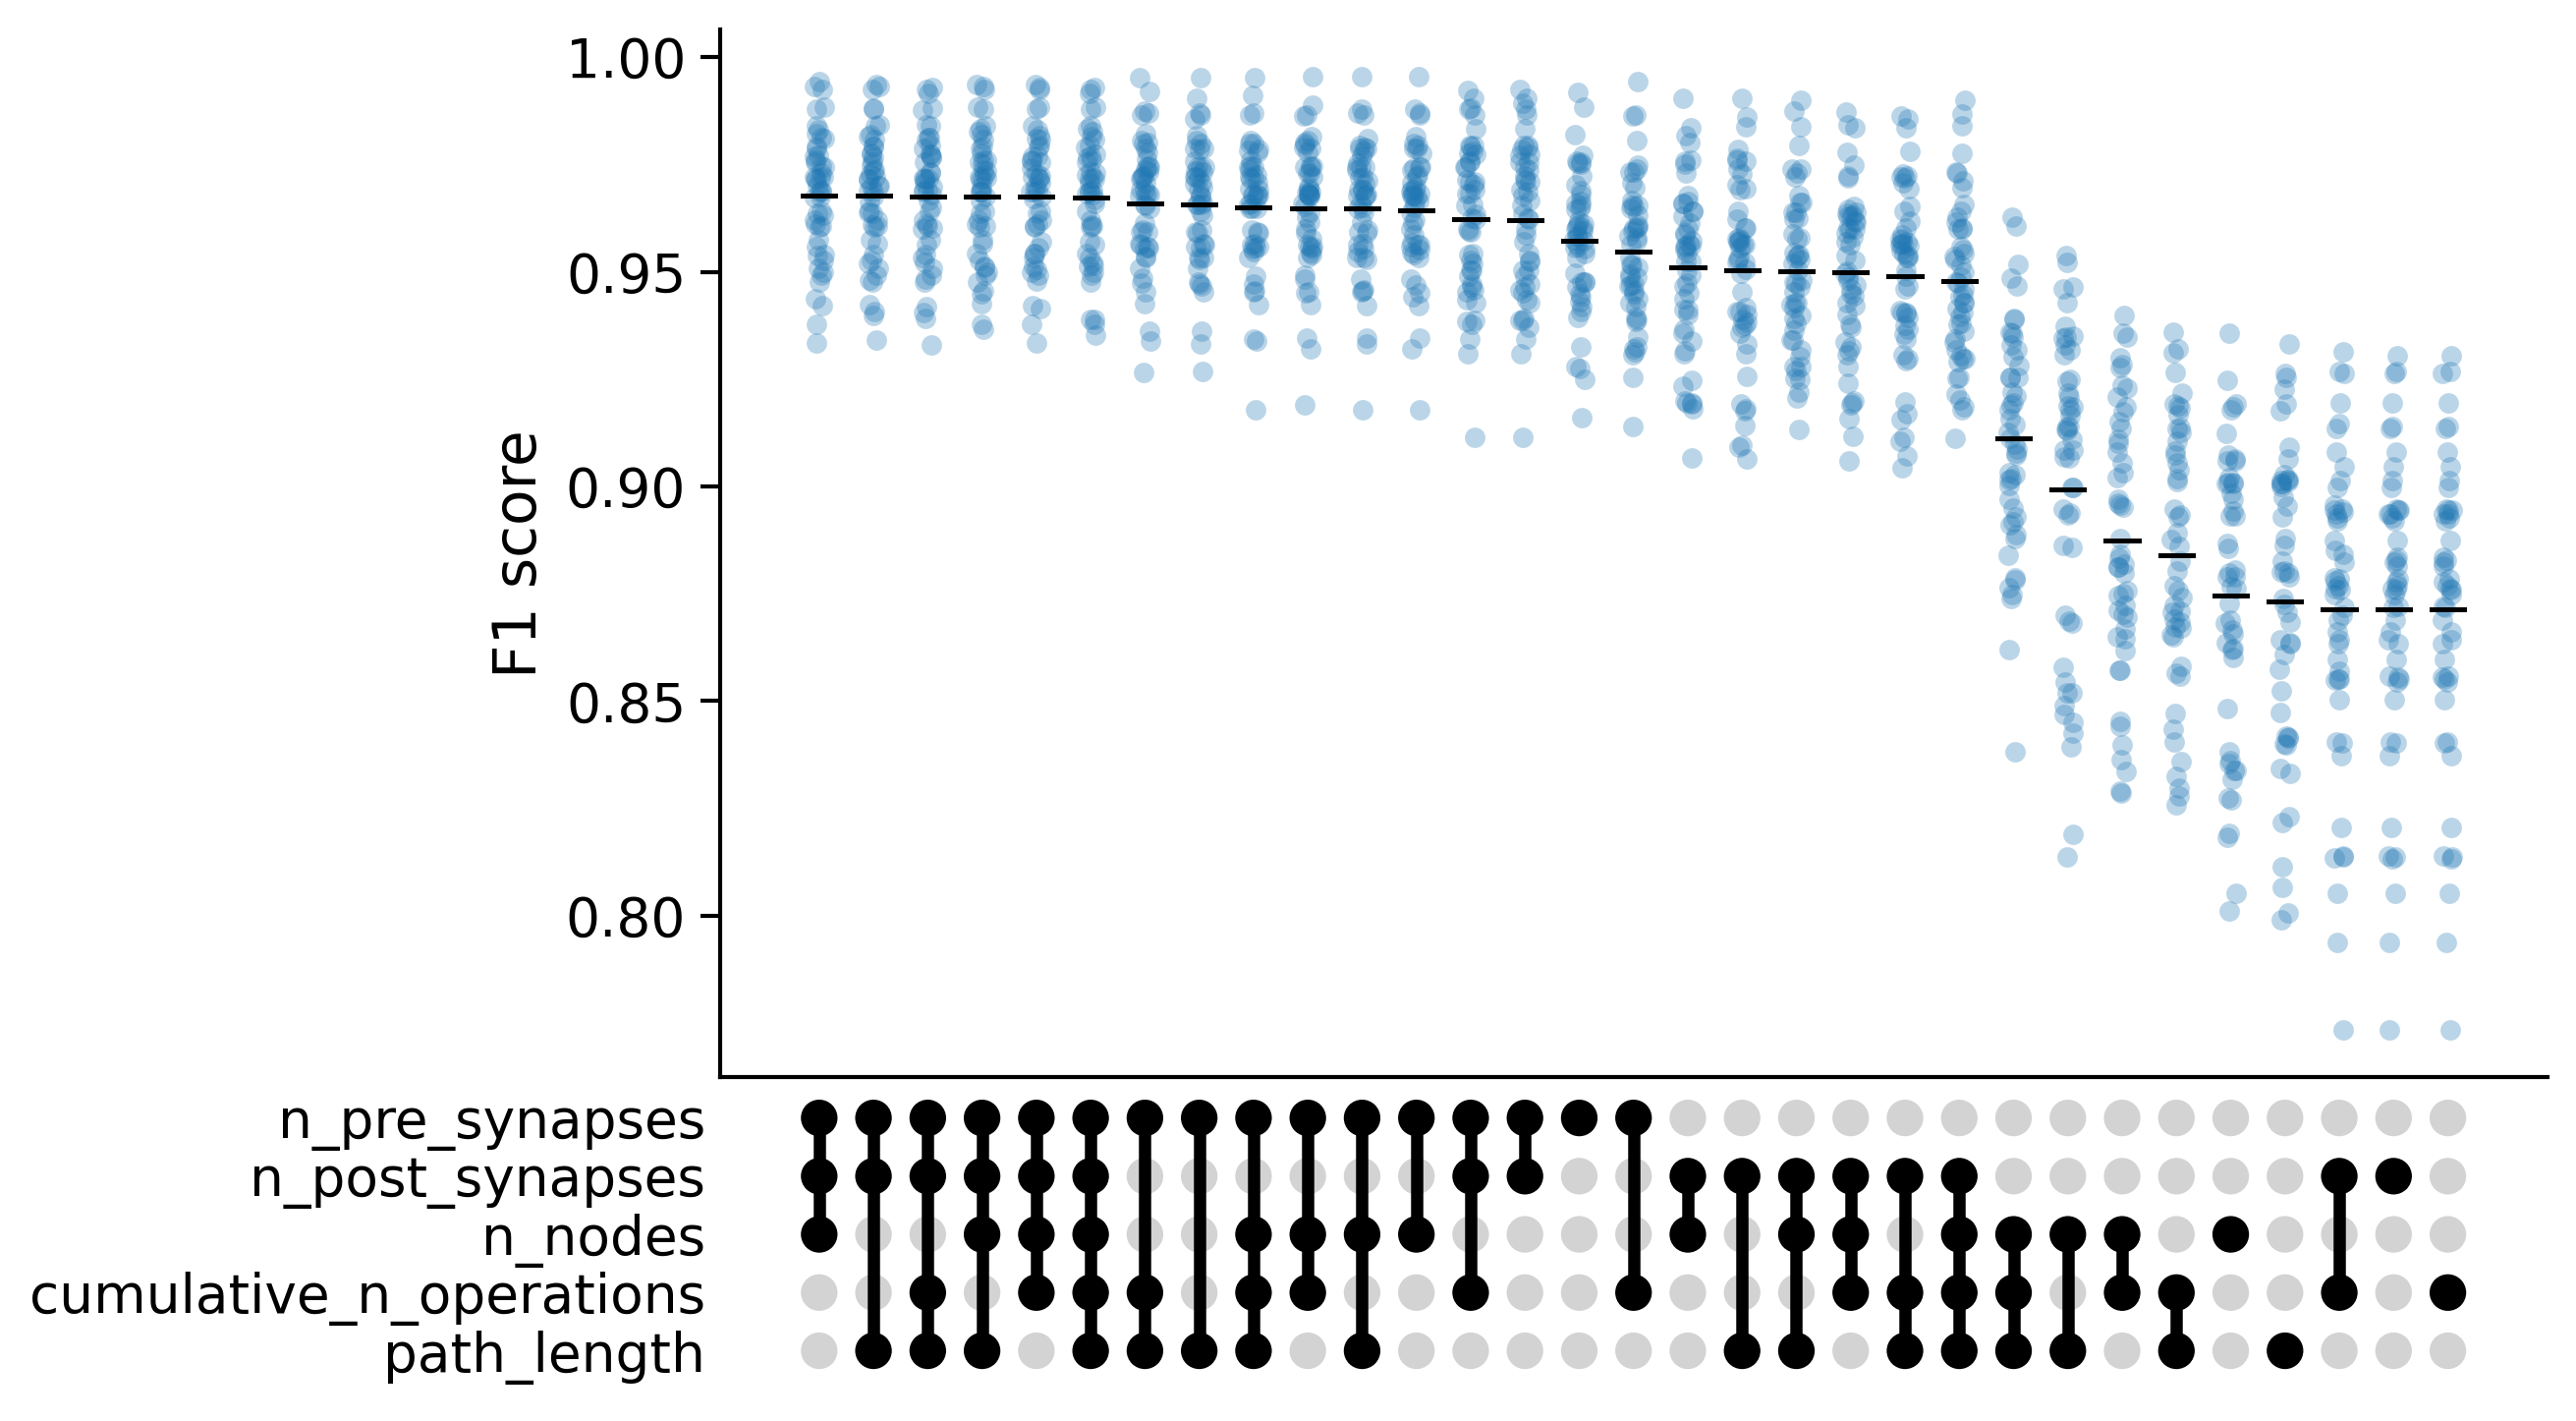 1.00
0.95
0.90
0.85
0.80
F1 score
n_pre_synapses
n_post_synapses
n_nodes
cumulative_n_operations
path_length